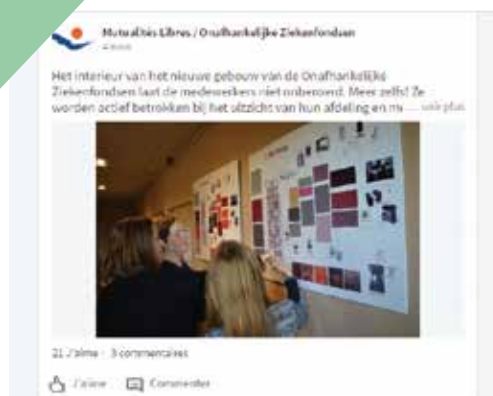 Mutualités Libres / Onafhankelijke Ziekenfondsen
Het interieur van het nieuwe gebouw van de Onafhankelijke
Ziekenfondsen laat de medewerkers niet onberoerd. Meer zelfs! Ze
worden actief betrokken bij het uitzicht van hun afdeling en m ... voir plus
21 J'aime · 3 commentaires
J'aime Commenter